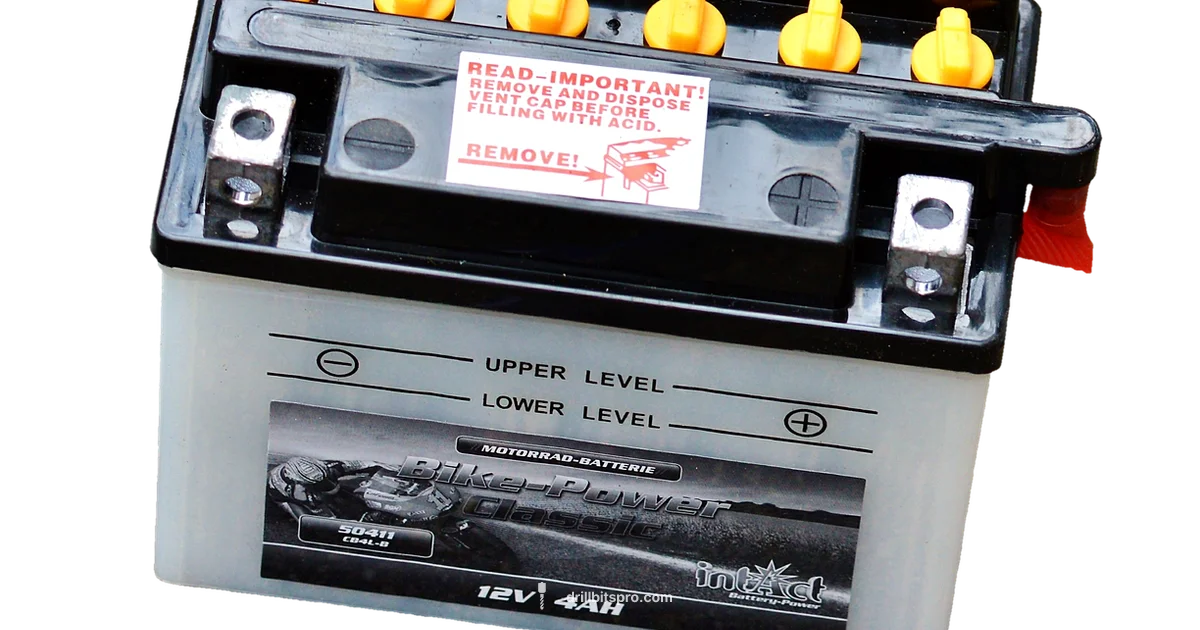 READ-IMPORTANT!
REMOVE AND DISPOSE
VENT CAP BEFORE
FILLING WITH ACID.
REMOVE!
UPPER LEVEL
LOWER LEVEL
MOTORRAD-BATTERIE
Bike-Power
Classic
50411
CB4L-B
intAct
Battery-Power
12V 4AH
drillbitspro.com